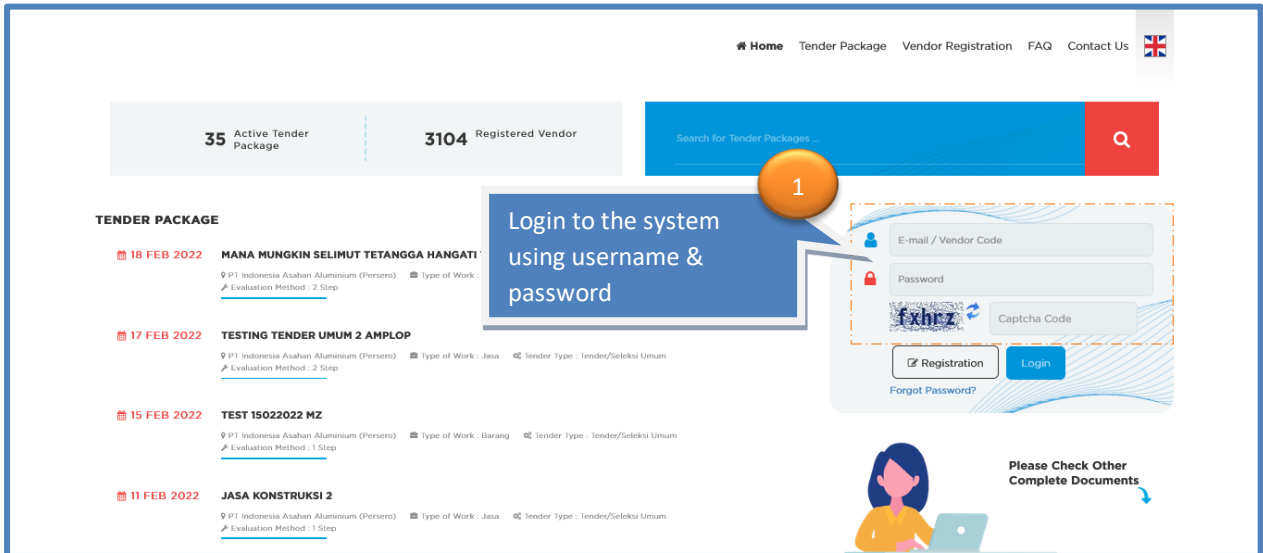 Home Tender Package Vendor Registration FAQ Contact Us
35 Active Tender
Package
3104 Registered Vendor
Search for Tender Packages ...
1
Login to the system
using username &
password
TENDER PACKAGE
18 FEB 2022 MANA MUNGKIN SELIMUT TETANGGA HANGATI
PT Indonesia Asahan Aluminium (Persero) Type of Work :
Evaluation Method : 2 Step
17 FEB 2022 TESTING TENDER UMUM 2 AMPLOP
PT Indonesia Asahan Aluminium (Persero) Type of Work : Jasa Tender Type : Tender/Seleksi Umum
Evaluation Method : 2 Step
15 FEB 2022 TEST 15022022 MZ
PT Indonesia Asahan Aluminium (Persero) Type of Work : Barang Tender Type : Tender/Seleksi Umum
Evaluation Method : 1 Step
11 FEB 2022 JASA KONSTRUKSI 2
PT Indonesia Asahan Aluminium (Persero) Type of Work : Jasa Tender Type : Tender/Seleksi Umum
Evaluation Method : 1 Step
E-mail / Vendor Code
Password
fxhrz Captcha Code
Registration Login
Forgot Password?
Please Check Other
Complete Documents